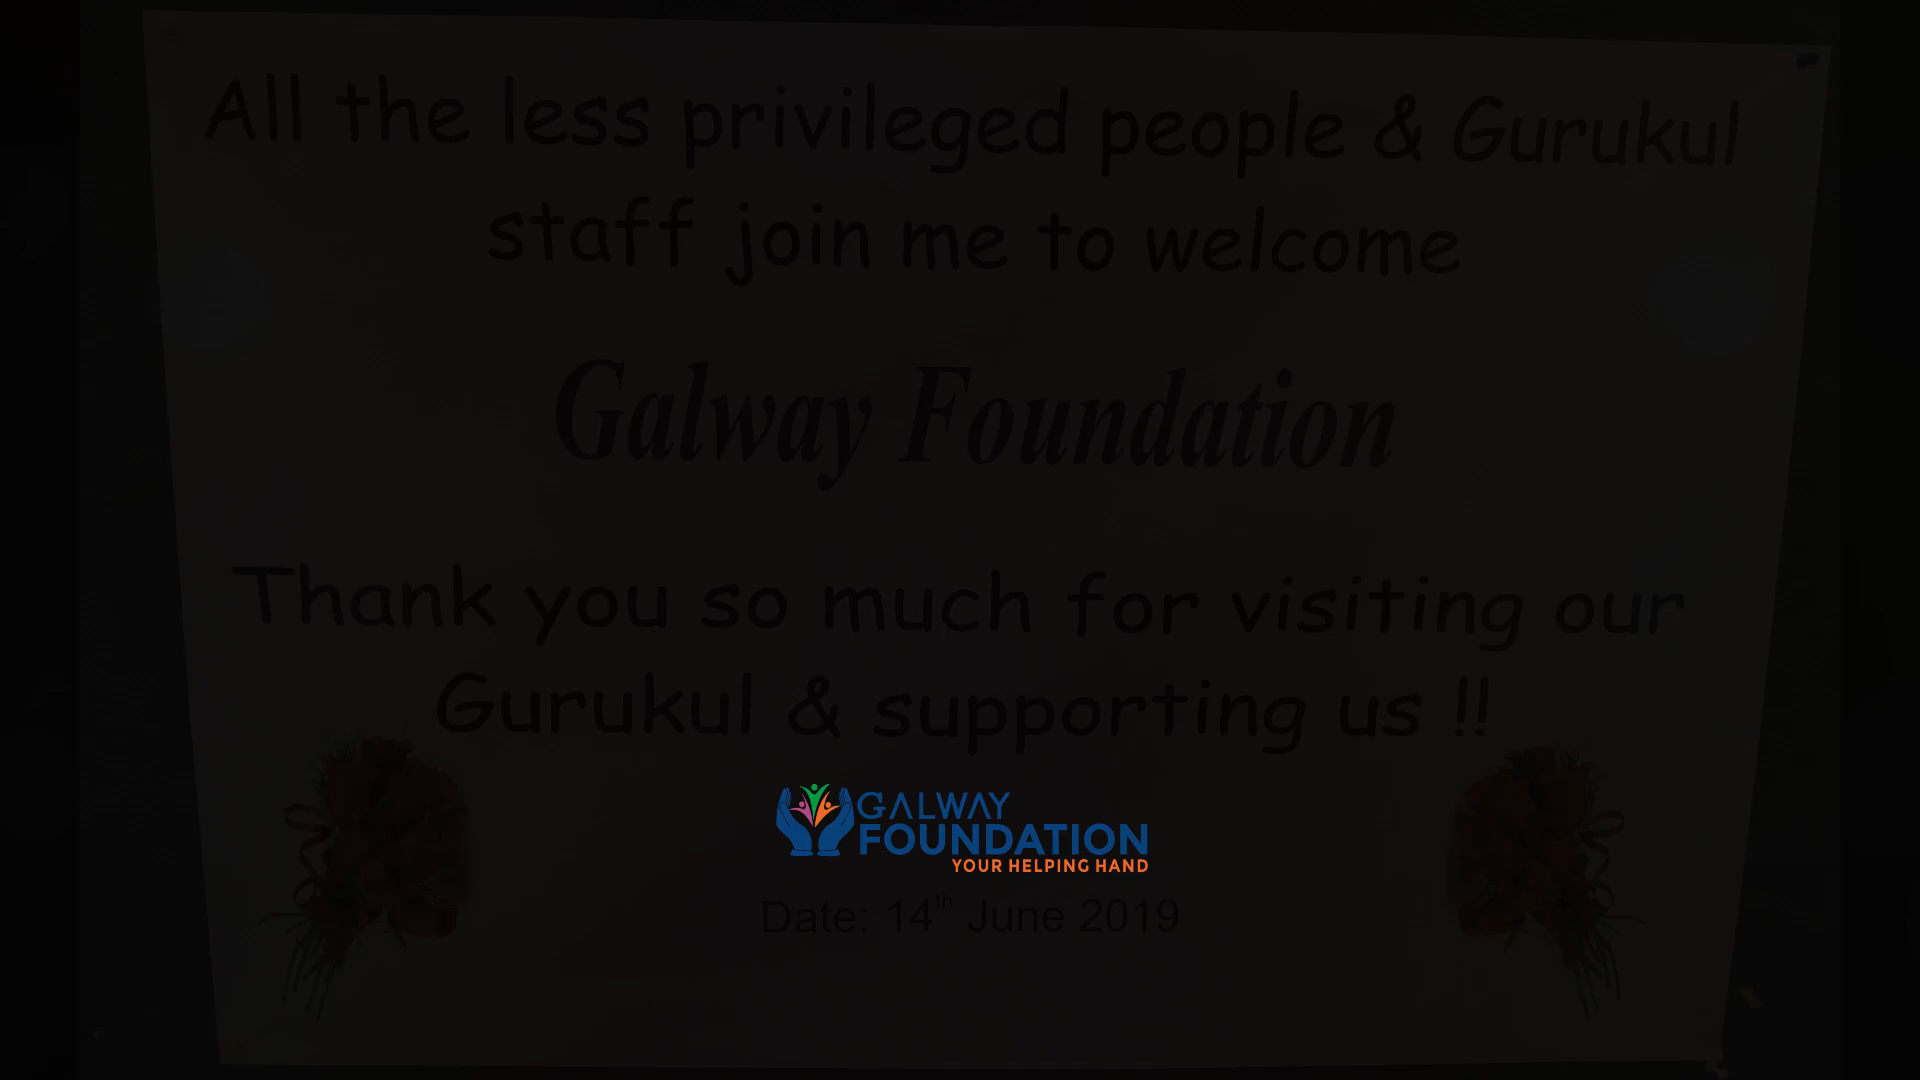 All the less privileged people & Gurukul
staff join me to welcome
Galway Foundation
Thank you so much for visiting our
Gurukul & supporting us !!
GALWAY
FOUNDATION
YOUR HELPING HAND
Date: 14th June 2019